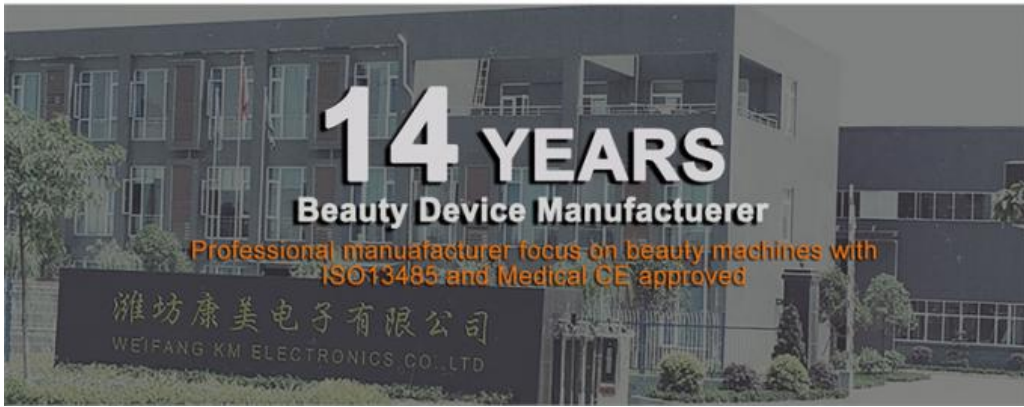 14 YEARS
Beauty Device Manufactuerer
Professional manuafacturer focus on beauty machines with
ISO13485 and Medical CE approved
潍坊康美电子有限公司
WEIFANG KM ELECTRONICS CO.,LTD